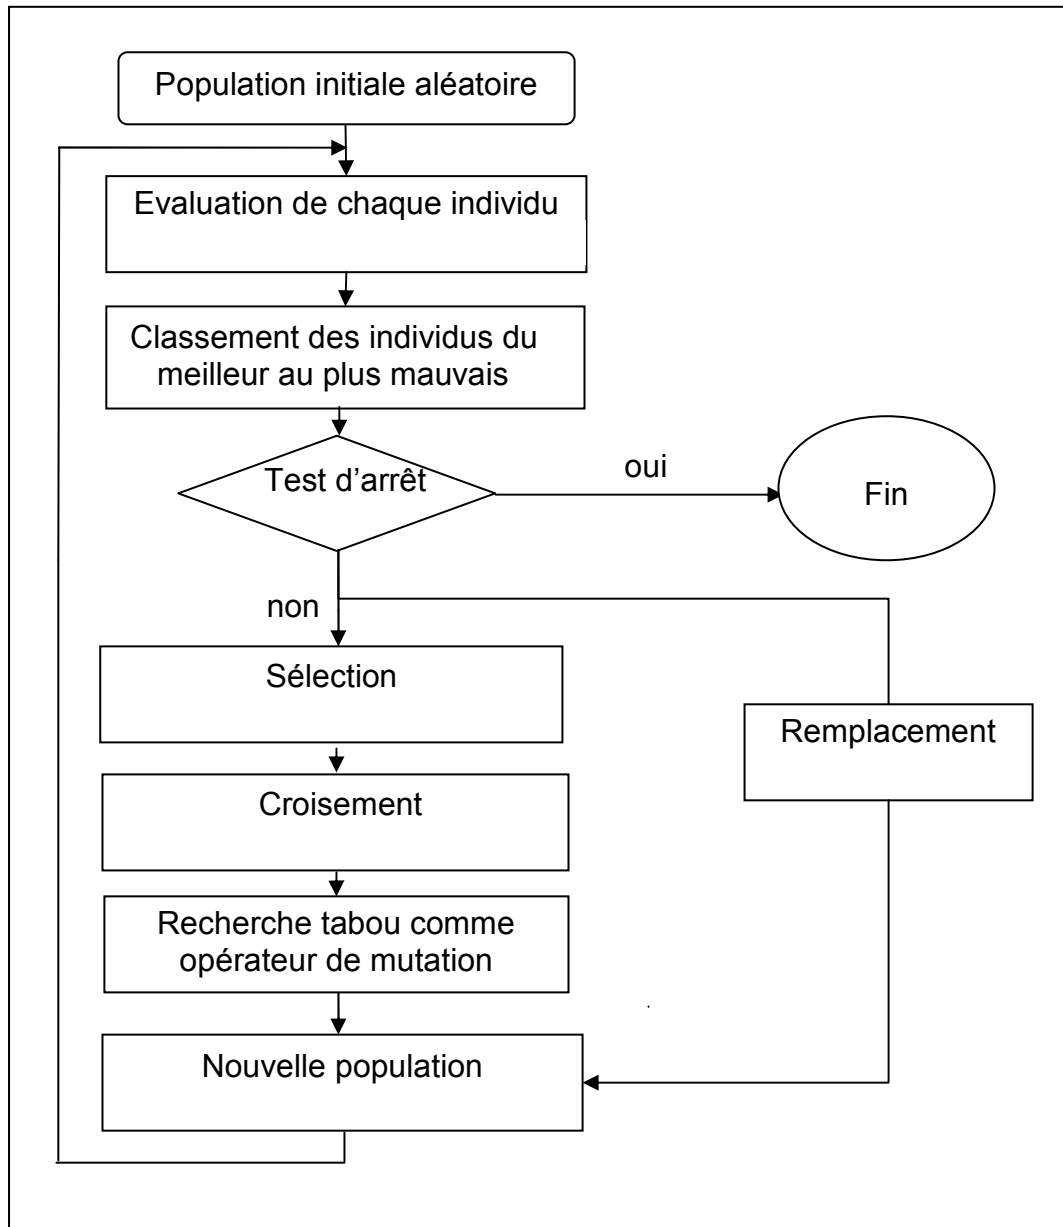 Population initiale aléatoire
Evaluation de chaque individu
Classement des individus du
meilleur au plus mauvais
Test d’arrêt
oui
Fin
non
Sélection
Remplacement
Croisement
Recherche tabou comme
opérateur de mutation
Nouvelle population